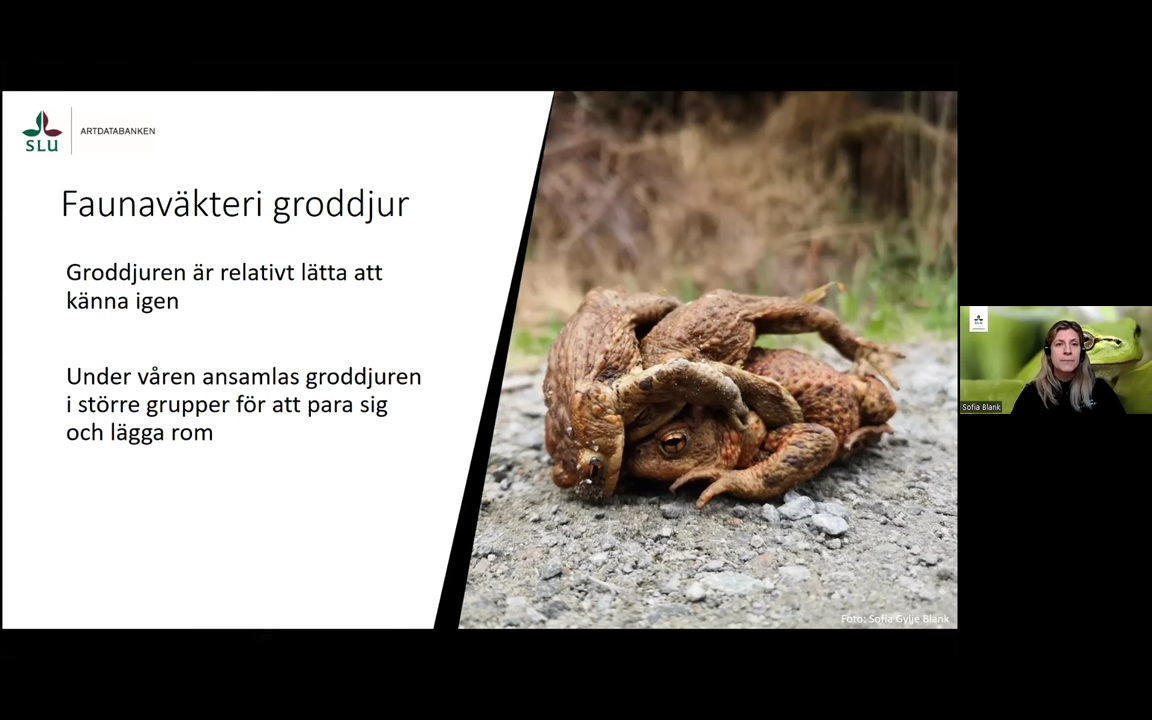 SLU
ARTDATABANKEN
Faunaväkteri groddjur
Groddjuren är relativt lätta att
känna igen
Under våren ansamlas groddjuren
i större grupper för att para sig
och lägga rom
Foto: Sofia Gylje Blank
SLU
Sofia Blank